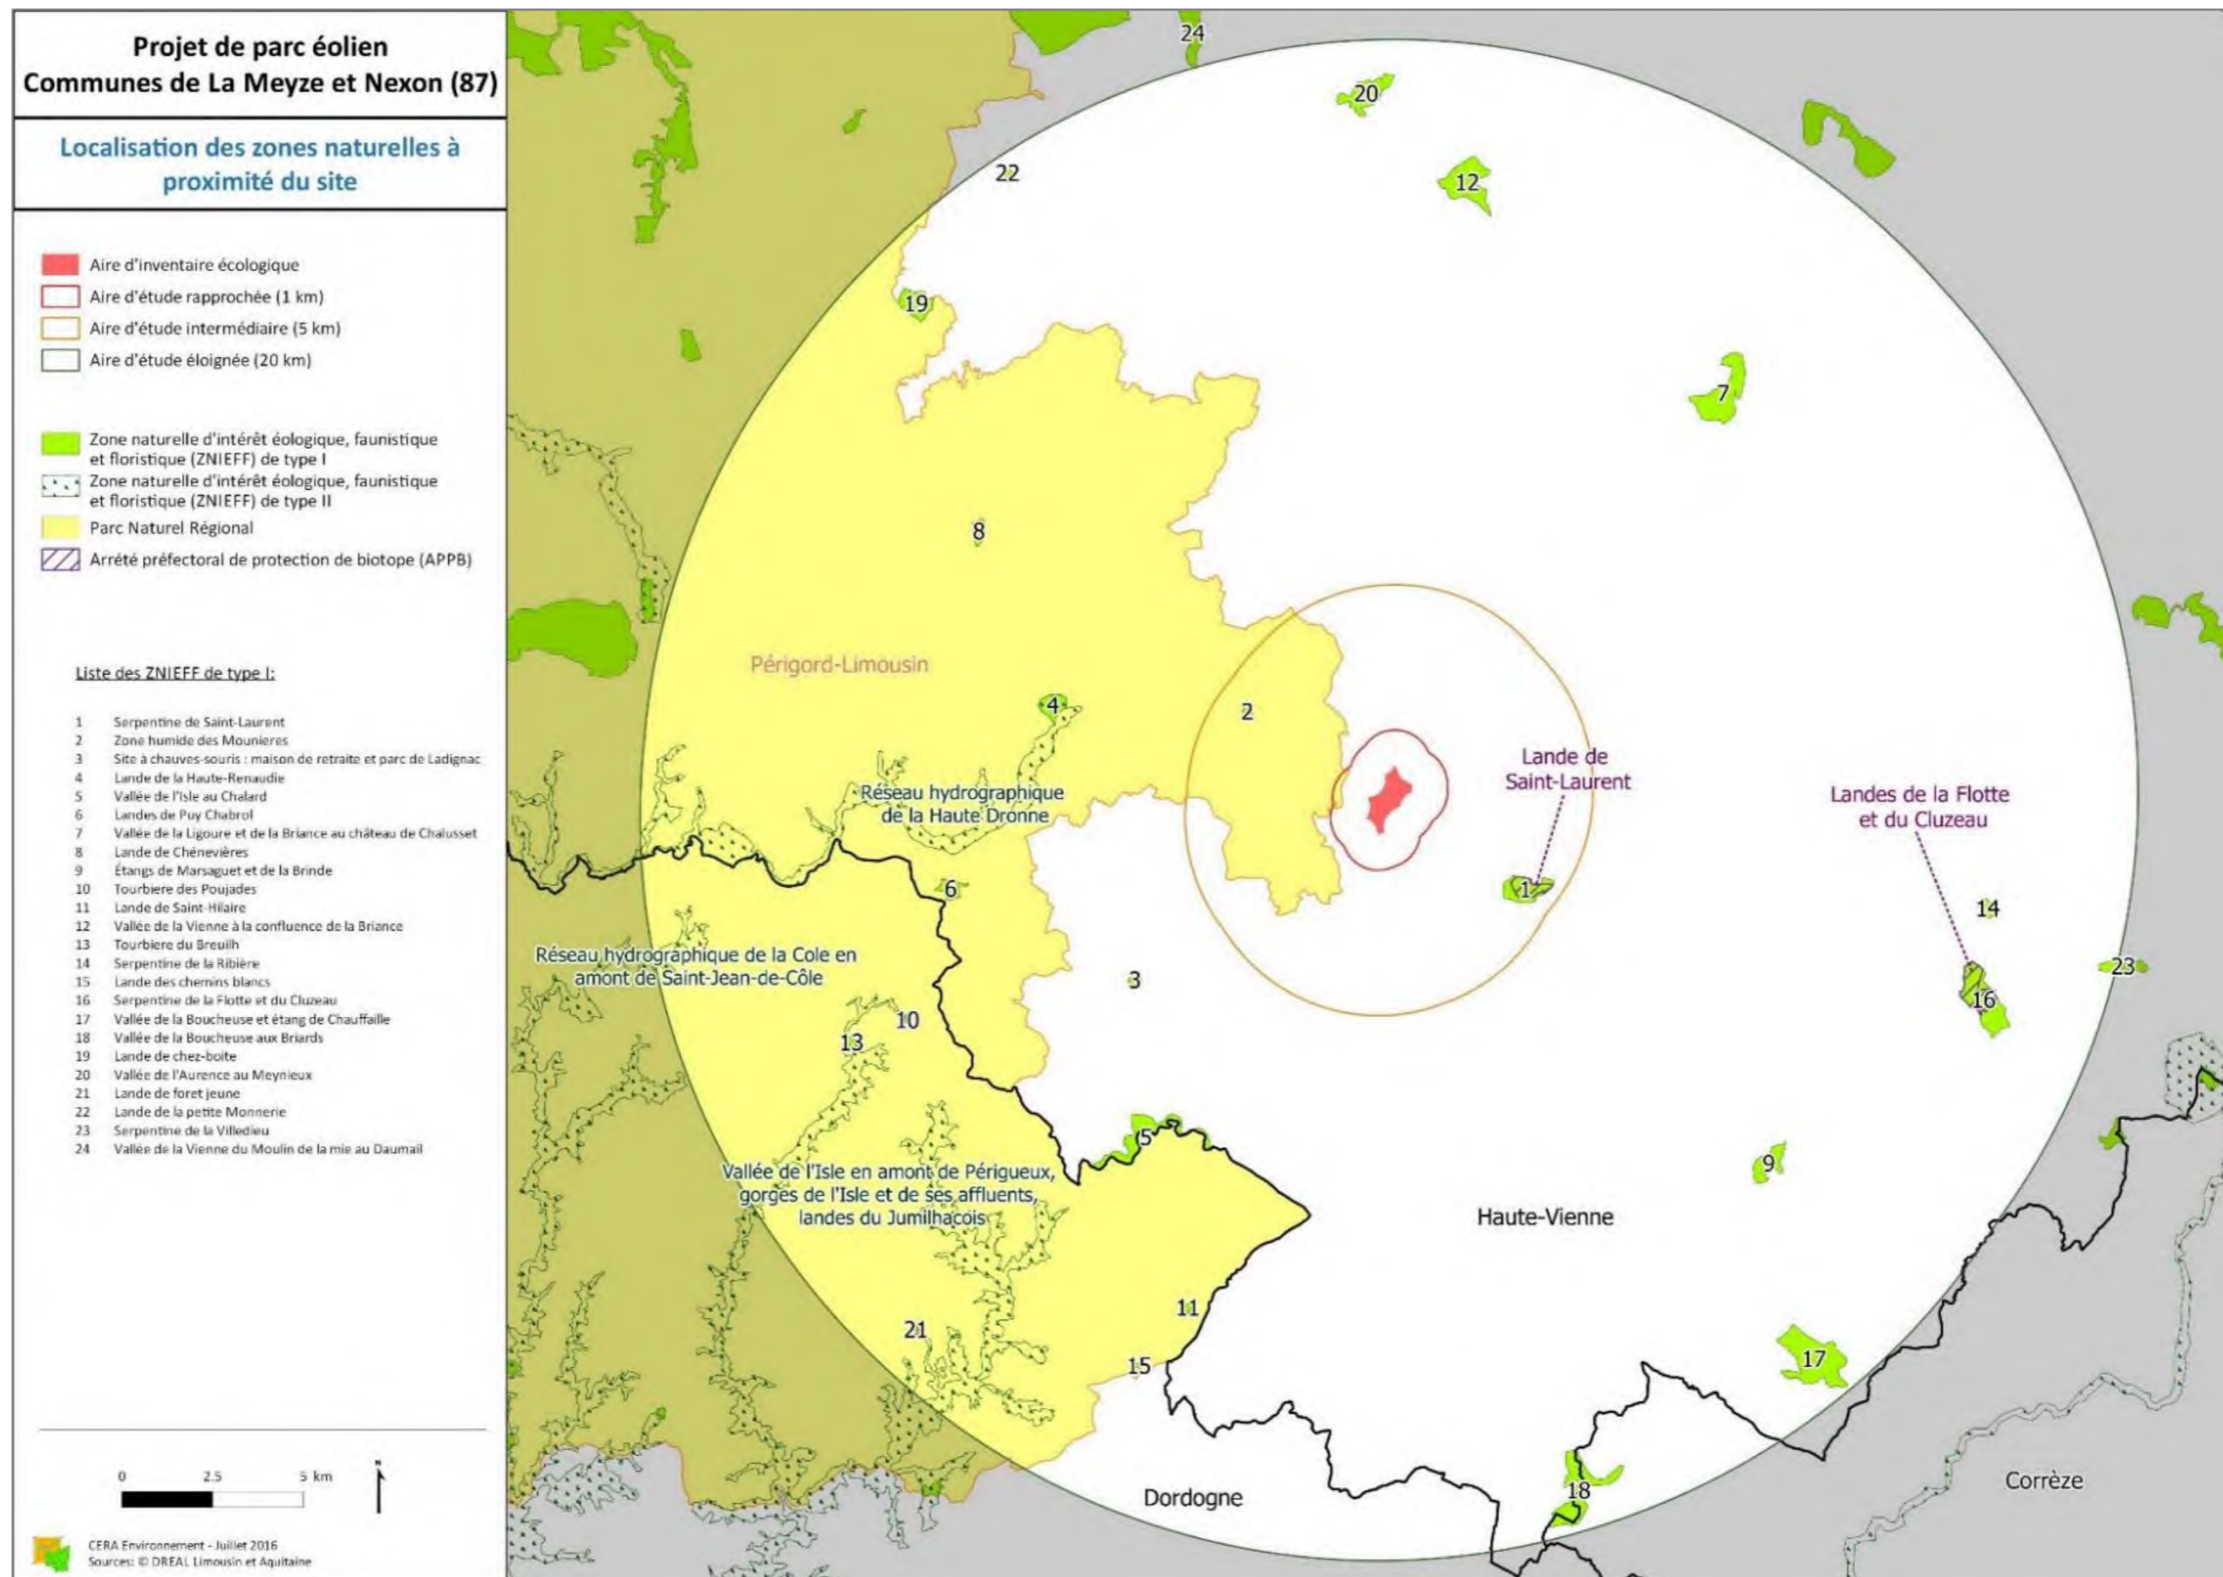 Projet de parc éolien
Communes de La Meyze et Nexon (87)
Localisation des zones naturelles à
proximité du site
Aire d'inventaire écologique
Aire d'étude rapprochée (1 km)
Aire d'étude intermédiaire (5 km)
Aire d'étude éloignée (20 km)
Zone naturelle d'intérêt éologique, faunistique
et floristique (ZNIEFF) de type I
Zone naturelle d'intérêt éologique, faunistique
et floristique (ZNIEFF) de type II
Parc Naturel Régional
Arrété préfectoral de protection de biotope (APPB)
Liste des ZNIEFF de type I:
1 Serpentine de Saint-Laurent
2 Zone humide des Mounieres
3 Site à chauves-souris : maison de retraite et parc de Ladignac
4 Lande de la Haute-Renaudie
5 Vallée de l'Isle au Chalard
6 Landes de Puy Chabrol
7 Vallée de la Ligoure et de la Briance au château de Chalusset
8 Lande de Chénevières
9 Étangs de Marsaguet et de la Brinde
10 Tourbiere des Poujades
11 Lande de Saint-Hilaire
12 Vallée de la Vienne à la confluence de la Briance
13 Tourbiere du Breuilh
14 Serpentine de la Ribière
15 Lande des chemins blancs
16 Serpentine de la Flotte et du Cluzeau
17 Vallée de la Boucheuse et étang de Chauffaille
18 Vallée de la Boucheuse aux Briards
19 Lande de chez-boite
20 Vallée de l'Aurence au Meynieux
21 Lande de foret jeune
22 Lande de la petite Monnerie
23 Serpentine de la Villedieu
24 Vallée de la Vienne du Moulin de la mie au Daumail
0 2.5 5 km
N
CERA Environnement - Juillet 2016
Sources: © DREAL Limousin et Aquitaine
24
20
22
12
19
7
8
Périgord-Limousin
4
2
Lande de
Saint-Laurent
Réseau hydrographique
de la Haute Dronne
Landes de la Flotte
et du Cluzeau
6
1
14
Réseau hydrographique de la Cole en
amont de Saint-Jean-de-Côle
3
23
16
10
13
5
9
Vallée de l'Isle en amont de Périgueux,
gorges de l'Isle et de ses affluents,
landes du Jumilhacois
Haute-Vienne
11
21
15
17
Dordogne
18
Corrèze